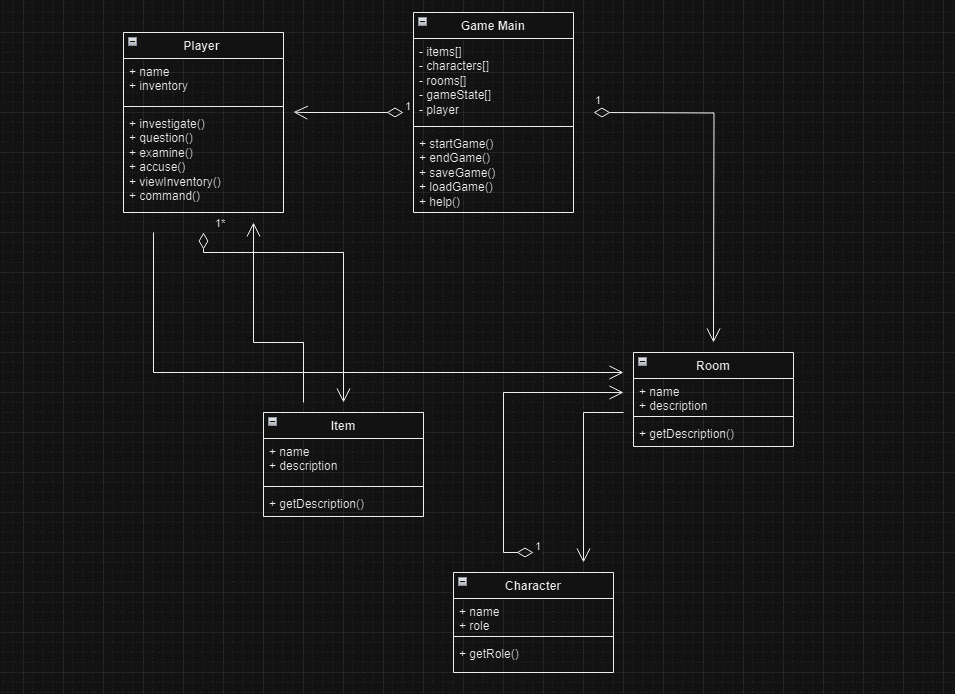 Player
+ name
+ inventory
+ investigate()
+ question()
+ examine()
+ accuse()
+ viewInventory()
+ command()
1*
Game Main
- items[]
- characters[]
- rooms[]
- gameState[]
- player
+ startGame()
+ endGame()
+ saveGame()
+ loadGame()
+ help()
1
1
Room
+ name
+ description
+ getDescription()
Item
+ name
+ description
+ getDescription()
1
Character
+ name
+ role
+ getRole()